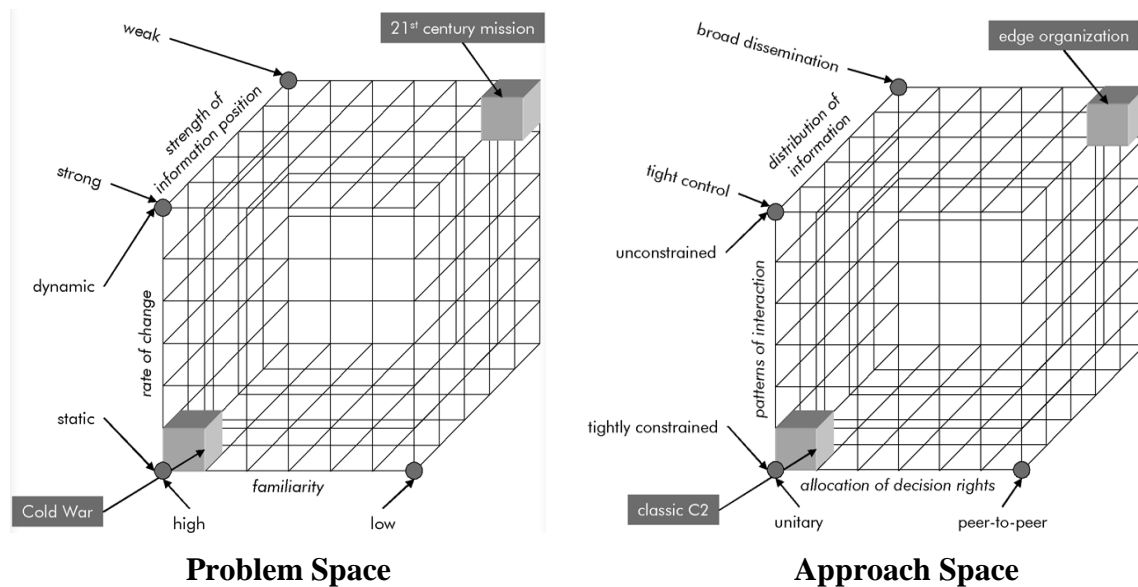 21st century mission
weak
strength of
information position
strong
dynamic
rate of change
static
Cold War
high
familiarity
low
Problem Space
edge organization
broad dissemination
distribution of
information
tight control
unconstrained
patterns of interaction
tightly constrained
classic C2
unitary
allocation of decision rights
peer-to-peer
Approach Space